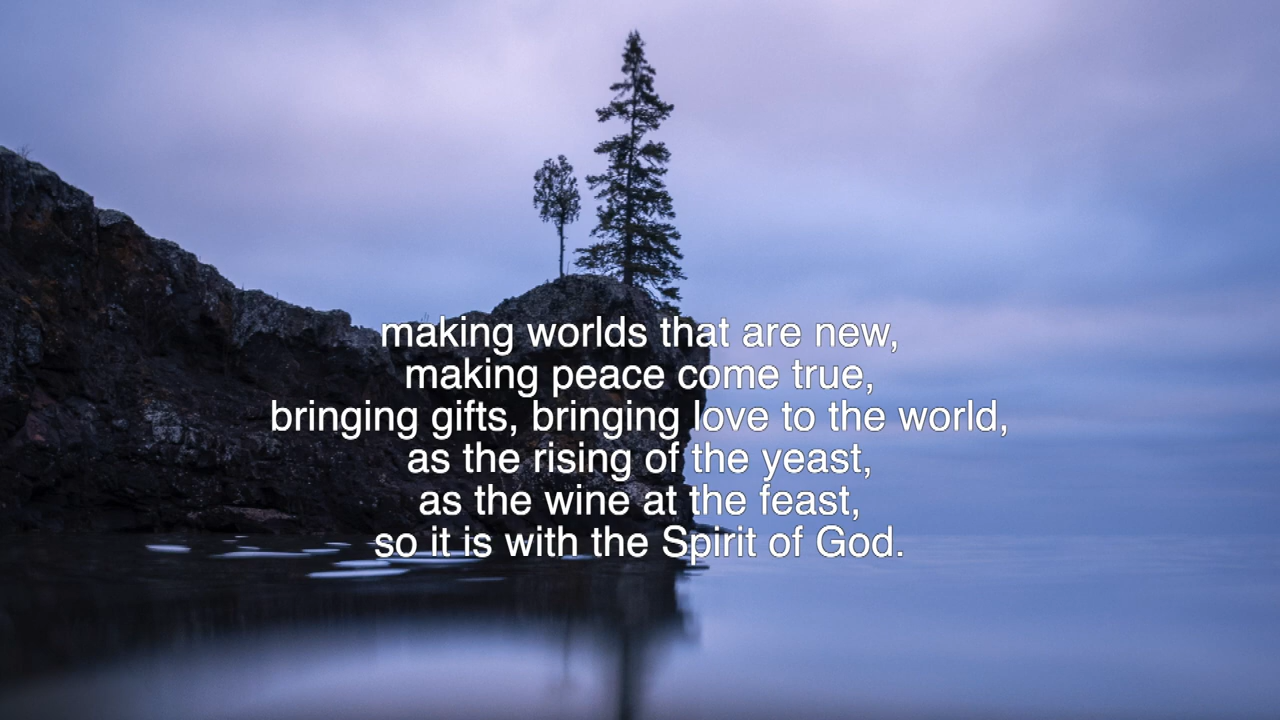 making worlds that are new,
making peace come true,
bringing gifts, bringing love to the world,
as the rising of the yeast,
as the wine at the feast,
so it is with the Spirit of God.